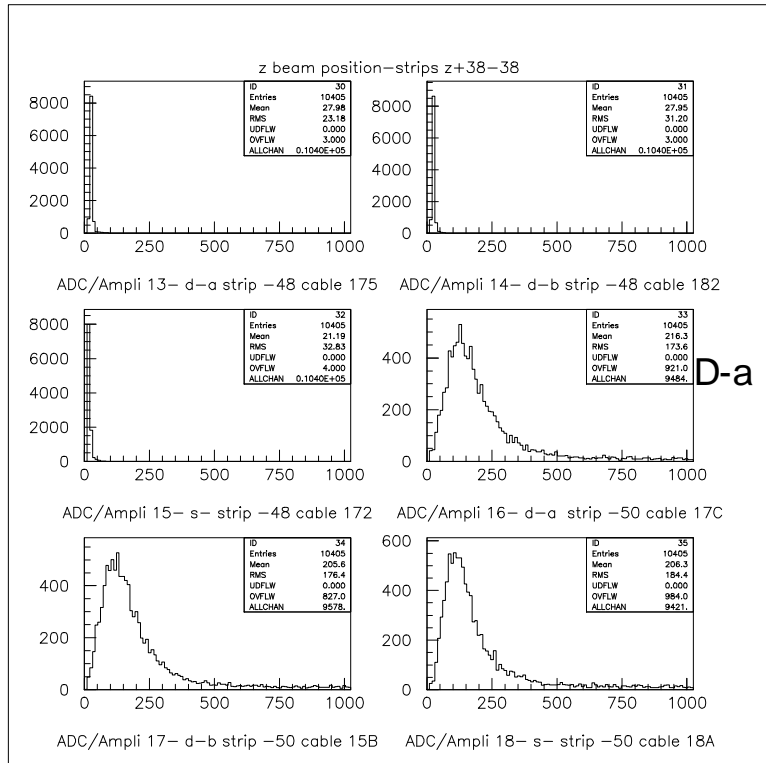 z beam position-strips z+38-38
ID 30
Entries 10405
Mean 27.98
RMS 23.18
UDFLW 0.000
OVFLW 3.000
ALLCHAN 0.1040E+05
8000
6000
4000
2000
0
0 250 500 750 1000
ADC/Ampli 13- d-a strip -48 cable 175
ID 31
Entries 10405
Mean 27.95
RMS 31.20
UDFLW 0.000
OVFLW 3.000
ALLCHAN 0.1040E+05
8000
6000
4000
2000
0
0 250 500 750 1000
ADC/Ampli 14- d-b strip -48 cable 182
ID 32
Entries 10405
Mean 21.19
RMS 32.83
UDFLW 0.000
OVFLW 4.000
ALLCHAN 0.1040E+05
8000
6000
4000
2000
0
0 250 500 750 1000
ADC/Ampli 15- s- strip -48 cable 172
ID 33
Entries 10405
Mean 216.3
RMS 173.6
UDFLW 0.000
OVFLW 921.0
ALLCHAN 9484.
D-a
400
200
0
0 250 500 750 1000
ADC/Ampli 16- d-a strip -50 cable 17C
ID 34
Entries 10405
Mean 205.6
RMS 176.4
UDFLW 0.000
OVFLW 827.0
ALLCHAN 9578.
400
200
0
0 250 500 750 1000
ADC/Ampli 17- d-b strip -50 cable 15B
ID 35
Entries 10405
Mean 206.3
RMS 184.4
UDFLW 0.000
OVFLW 984.0
ALLCHAN 9421.
600
400
200
0
0 250 500 750 1000
ADC/Ampli 18- s- strip -50 cable 18A